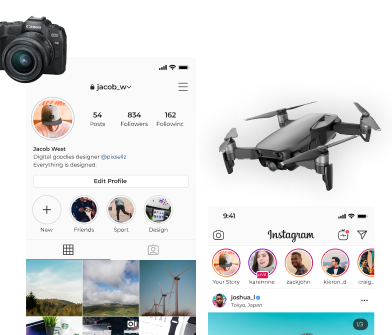 Canon
jacob_w
54 834 162
Posts Followers Following
Jacob West
Digital goodies designer @pixsellz
Everything is designed.
Edit Profile
New Friends Sport Design
9:41
Instagram
LIVE
Your Story karennne zackjohn kieron_d craig...
joshua_l
Tokyo, Japan
1/3